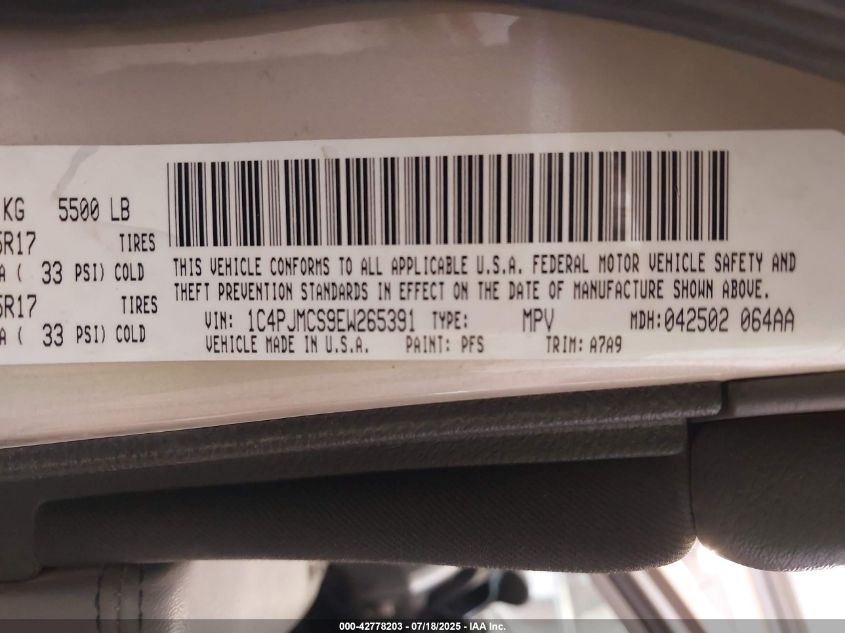 KG 5500 LB
5R17 TIRES
A ( 33 PSI) COLD
5R17 TIRES
A ( 33 PSI) COLD
THIS VEHICLE CONFORMS TO ALL APPLICABLE U.S.A. FEDERAL MOTOR VEHICLE SAFETY AND
THEFT PREVENTION STANDARDS IN EFFECT ON THE DATE OF MANUFACTURE SHOWN ABOVE.
VIN: 1C4PJMCS9EW265391 TYPE: MPV MDH:042502 064AA
VEHICLE MADE IN U.S.A. PAINT: PFS TRIM: A7A9
000-42778203 - 07/18/2025 - IAA Inc.